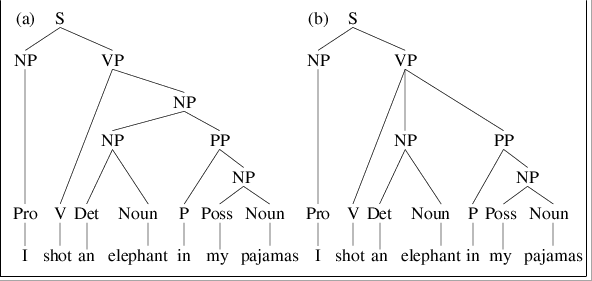 (a) S (b) S
NP VP NP VP
NP
NP PP NP PP
NP NP
Pro V Det Noun P Poss Noun Pro V Det Noun P Poss Noun
I shot an elephant in my pajamas I shot an elephant in my pajamas